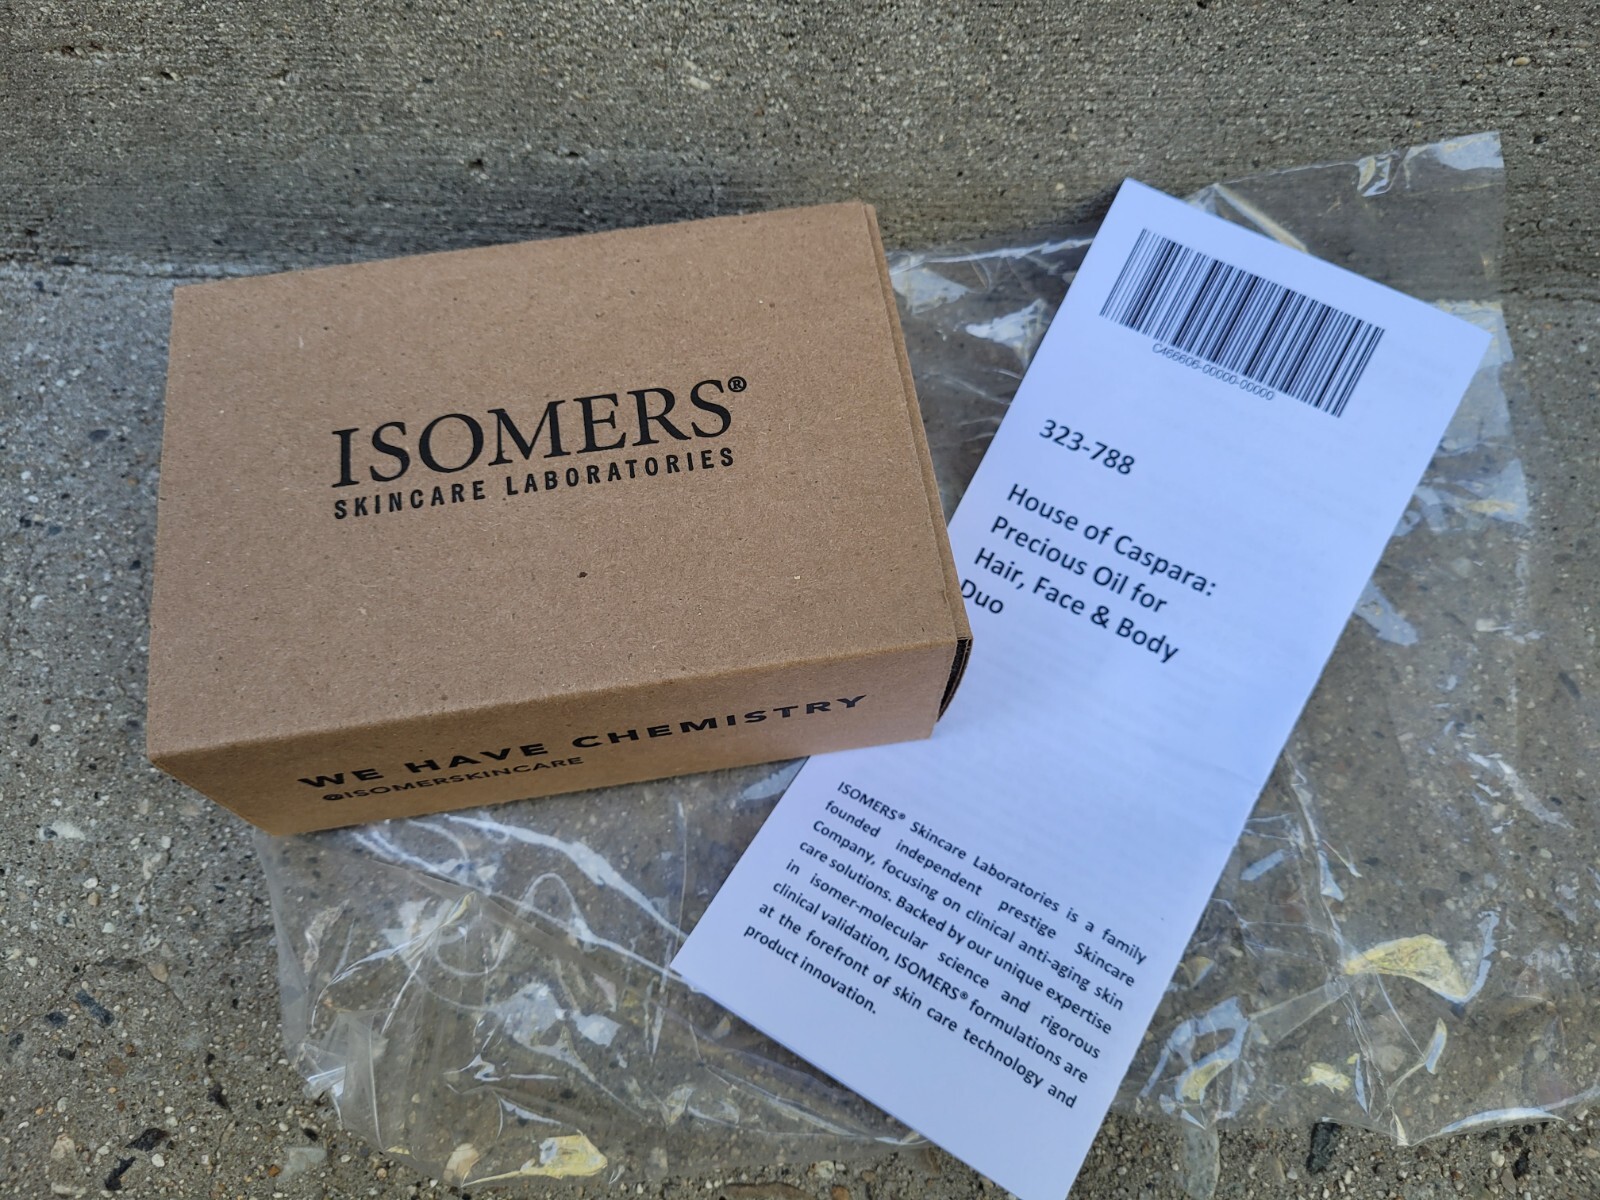 ISOMERS®
SKINCARE LABORATORIES
WE HAVE CHEMISTRY
@ISOMERSKINCARE
CA66606-00000-00000
323-788
House of Caspara:
Precious Oil for
Hair, Face & Body
Duo
ISOMERS® Skincare Laboratories is a family
founded independent prestige Skincare
Company, focusing on clinical anti-aging skin
care solutions. Backed by our unique expertise
in isomer-molecular science and rigorous
clinical validation, ISOMERS® formulations are
at the forefront of skin care technology and
product innovation.